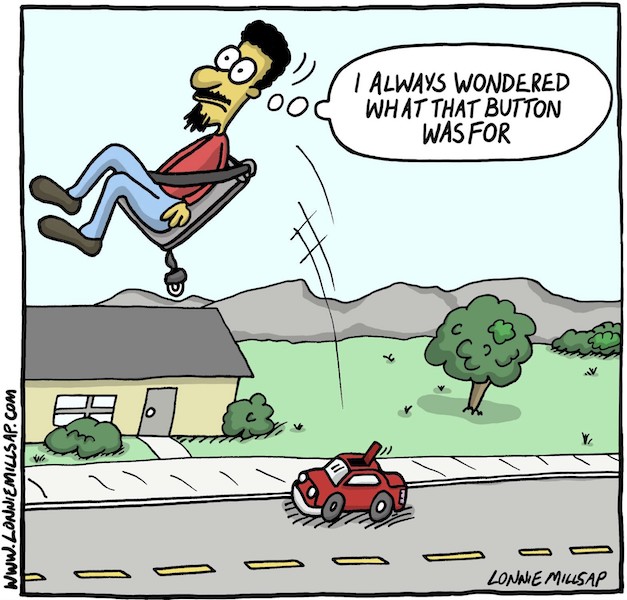 I ALWAYS WONDERED
WHAT THAT BUTTON
WAS FOR
WWW.LONNIEMILLSAP.COM
LONNIE MILLSAP